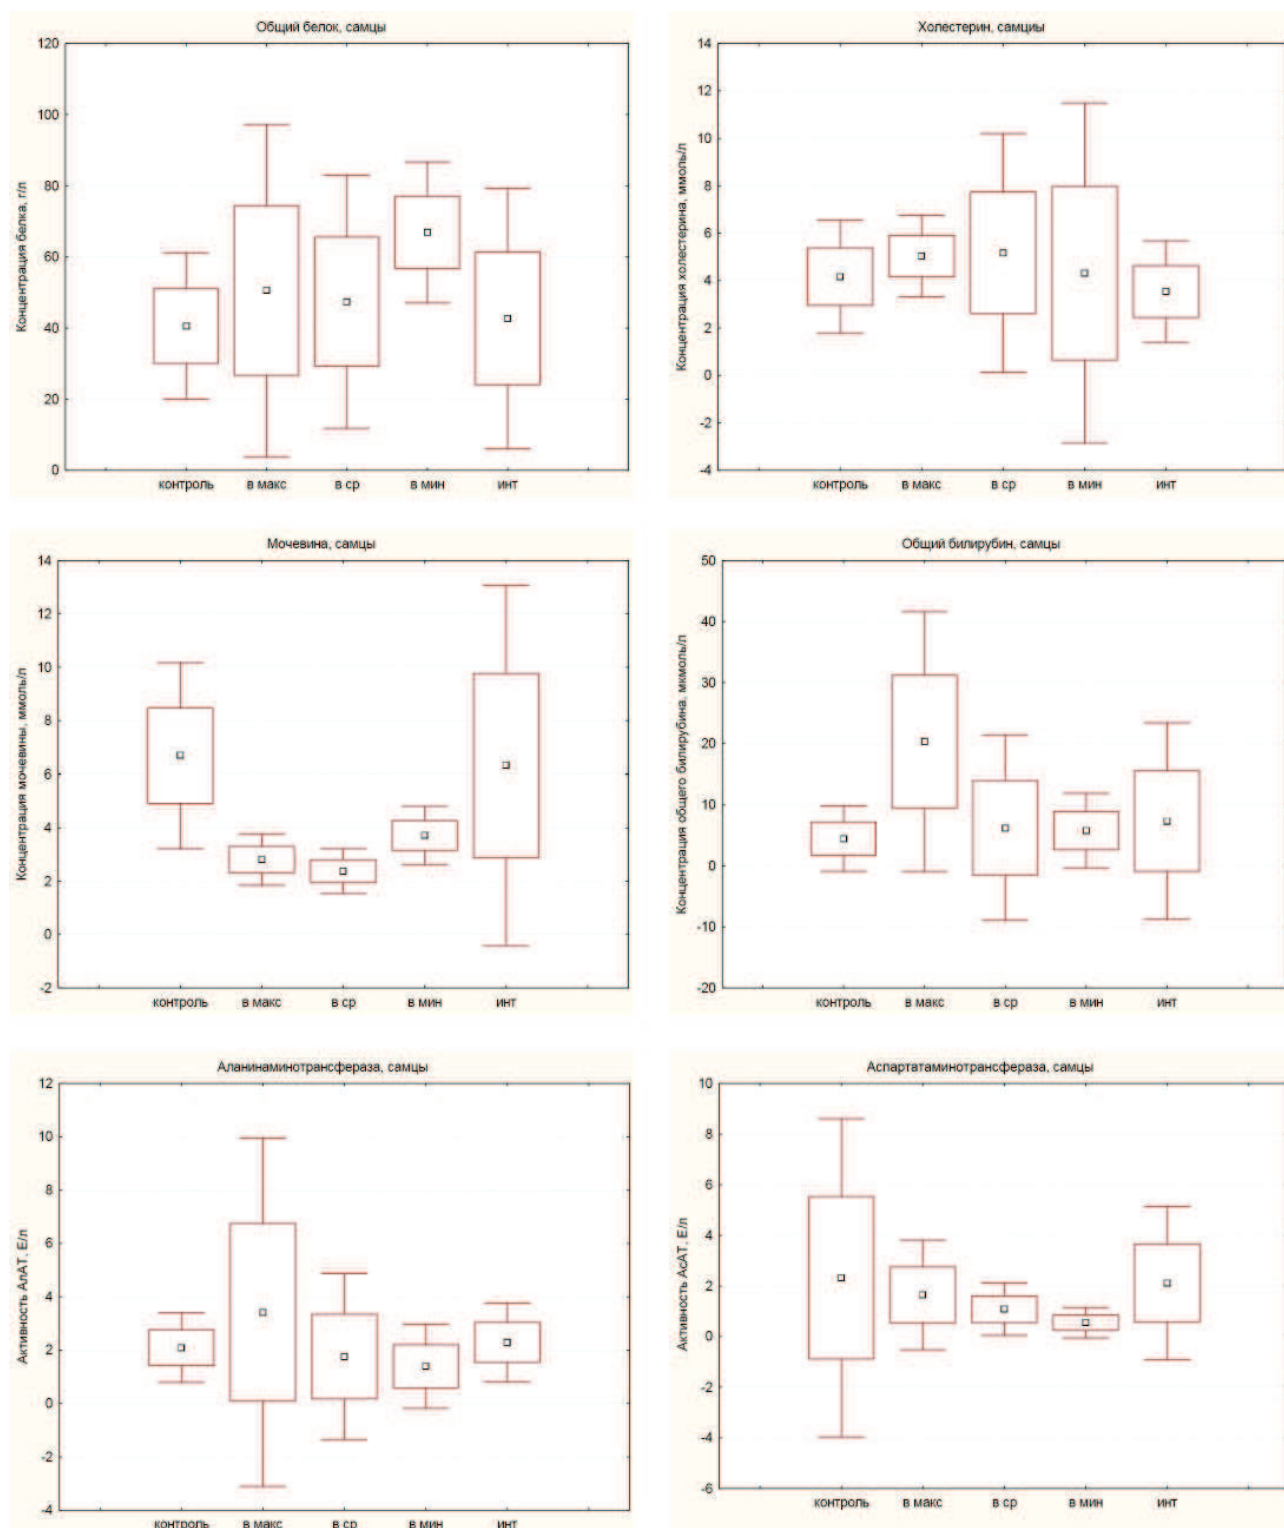 Общий белок, самцы
Концентрация белка, г/л
120
100
80
60
40
20
0
контроль в макс в ср в мин инт
Холестерин, самциы
Концентрация холестерина, ммоль/л
14
12
10
8
6
4
2
0
-2
-4
контроль в макс в ср в мин инт
Мочевина, самцы
Концентрация мочевины, ммоль/л
14
12
10
8
6
4
2
0
-2
контроль в макс в ср в мин инт
Общий билирубин, самцы
Концентрация общего билирубина, мкмоль/л
50
40
30
20
10
0
-10
-20
контроль в макс в ср в мин инт
Аланинаминотрансфераза, самцы
Активность АлАТ, Е/л
12
10
8
6
4
2
0
-2
-4
контроль в макс в ср в мин инт
Аспартатаминотрансфераза, самцы
Активность АсАТ, Е/л
10
8
6
4
2
0
-2
-4
-6
контроль в макс в ср в мин инт